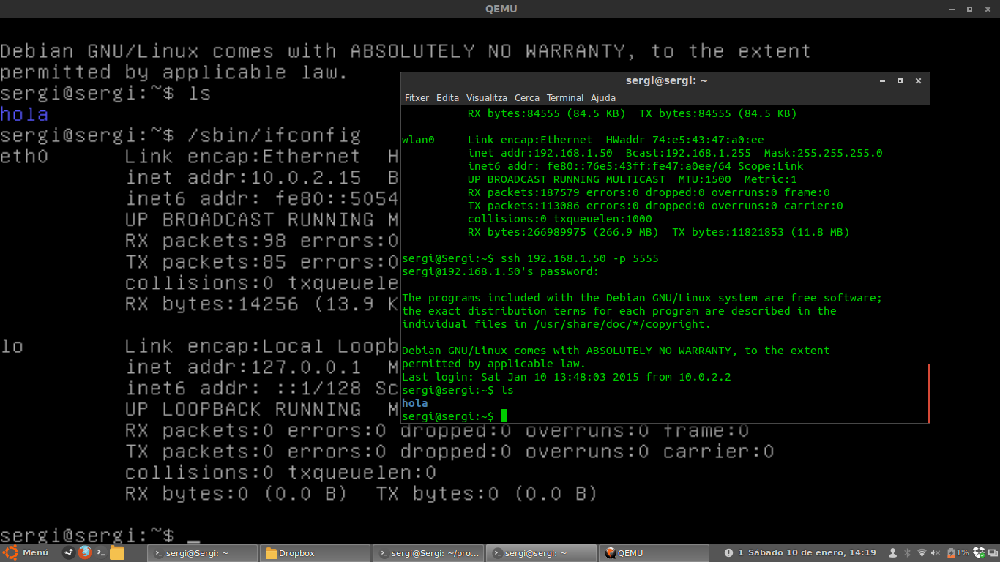 QEMU
Debian GNU/Linux comes with ABSOLUTELY NO WARRANTY, to the extent
permitted by applicable law.
sergi@sergi:~$ ls
hola
sergi@sergi:~$ /sbin/ifconfig
eth0 Link encap:Ethernet H
inet addr:10.0.2.15 B
inet6 addr: fe80::5054
UP BROADCAST RUNNING M
RX packets:98 errors:0
TX packets:85 errors:0
collisions:0 txqueuele
RX bytes:14256 (13.9 K
lo Link encap:Local Loopb
inet addr:127.0.0.1 M
inet6 addr: ::1/128 Sc
UP LOOPBACK RUNNING M
RX packets:0 errors:0 dropped:0 overruns:0 frame:0
TX packets:0 errors:0 dropped:0 overruns:0 carrier:0
collisions:0 txqueuelen:0
RX bytes:0 (0.0 B) TX bytes:0 (0.0 B)
sergi@sergi:~$ _
sergi@sergi: ~
Fitxer Edita Visualitza Cerca Terminal Ajuda
RX bytes:84555 (84.5 KB) TX bytes:84555 (84.5 KB)
wlan0 Link encap:Ethernet HWaddr 74:e5:43:47:a0:ee
inet addr:192.168.1.50 Bcast:192.168.1.255 Mask:255.255.255.0
inet6 addr: fe80::76e5:43ff:fe47:a0ee/64 Scope:Link
UP BROADCAST RUNNING MULTICAST MTU:1500 Metric:1
RX packets:187579 errors:0 dropped:0 overruns:0 frame:0
TX packets:113086 errors:0 dropped:0 overruns:0 carrier:0
collisions:0 txqueuelen:1000
RX bytes:266989975 (266.9 MB) TX bytes:11821853 (11.8 MB)
sergi@Sergi:~$ ssh 192.168.1.50 -p 5555
sergi@192.168.1.50's password:
The programs included with the Debian GNU/Linux system are free software;
the exact distribution terms for each program are described in the
individual files in /usr/share/doc/*/copyright.
Debian GNU/Linux comes with ABSOLUTELY NO WARRANTY, to the extent
permitted by applicable law.
Last login: Sat Jan 10 13:48:03 2015 from 10.0.2.2
sergi@sergi:~$ ls
hola
sergi@sergi:~$
Menú sergi@Sergi: ~ Dropbox sergi@Sergi: ~/pro... sergi@sergi: ~ QEMU 1 Sábado 10 de enero, 14:19 1%